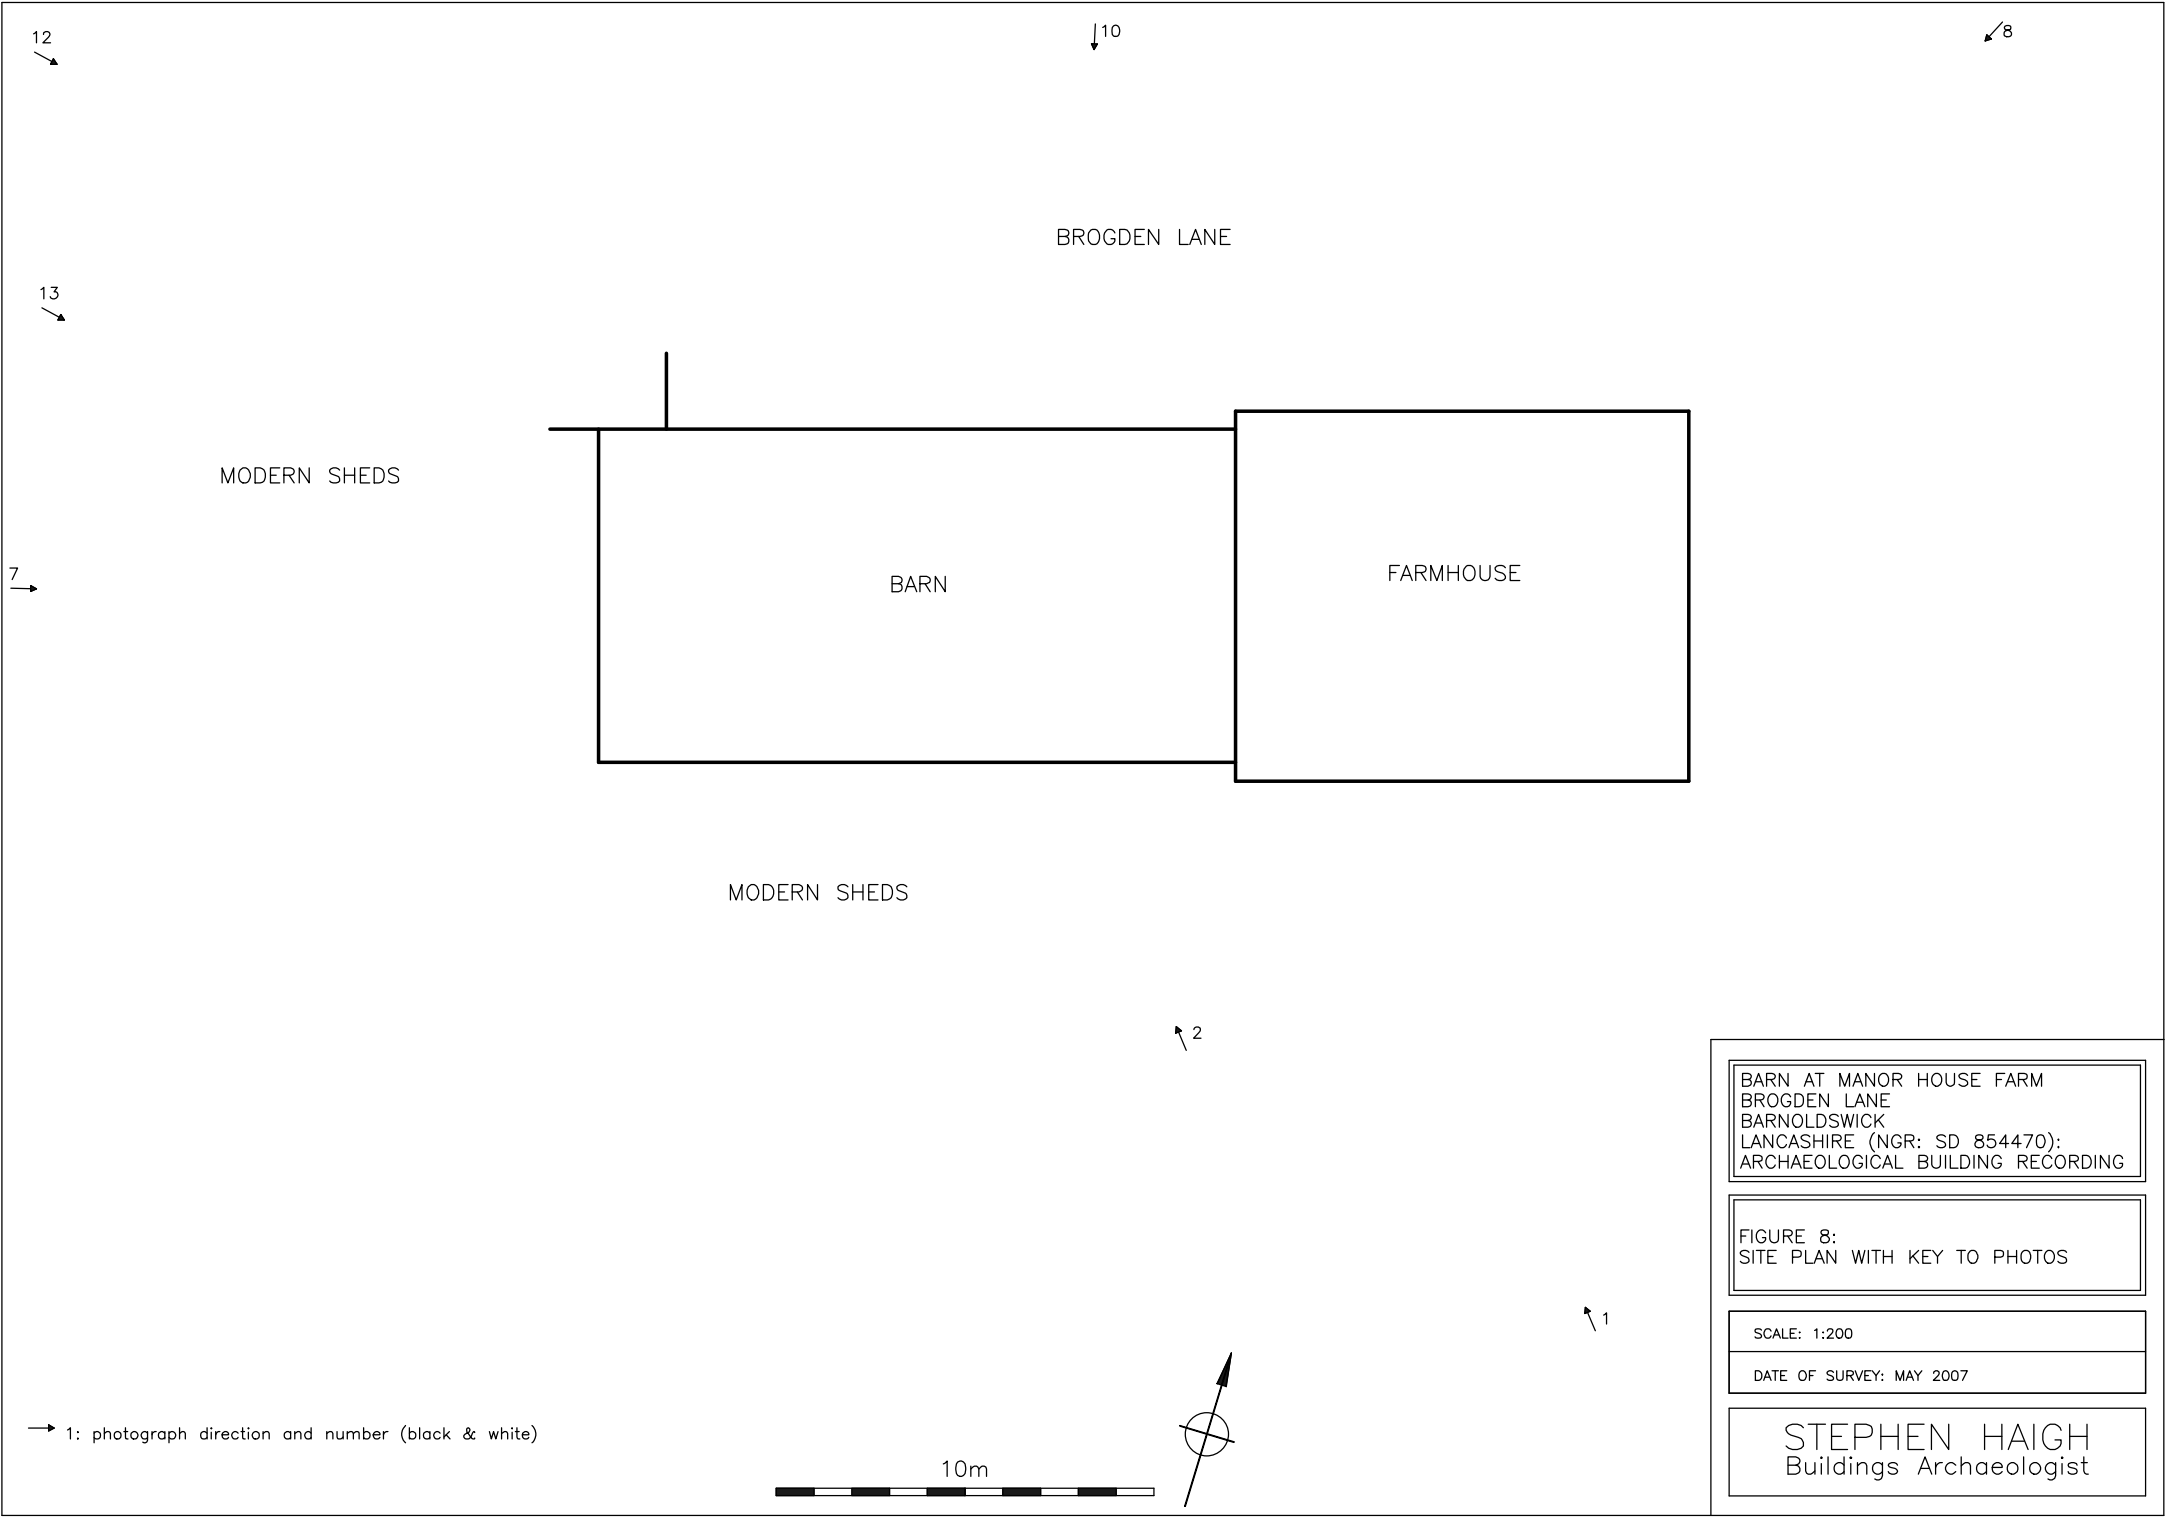 12
10
8
BROGDEN LANE
13
MODERN SHEDS
7
BARN
FARMHOUSE
MODERN SHEDS
2
1
BARN AT MANOR HOUSE FARM
BROGDEN LANE
BARNOLDSWICK
LANCASHIRE (NGR: SD 854470):
ARCHAEOLOGICAL BUILDING RECORDING
FIGURE 8:
SITE PLAN WITH KEY TO PHOTOS
SCALE: 1:200
DATE OF SURVEY: MAY 2007
STEPHEN HAIGH
Buildings Archaeologist
1: photograph direction and number (black & white)
10m